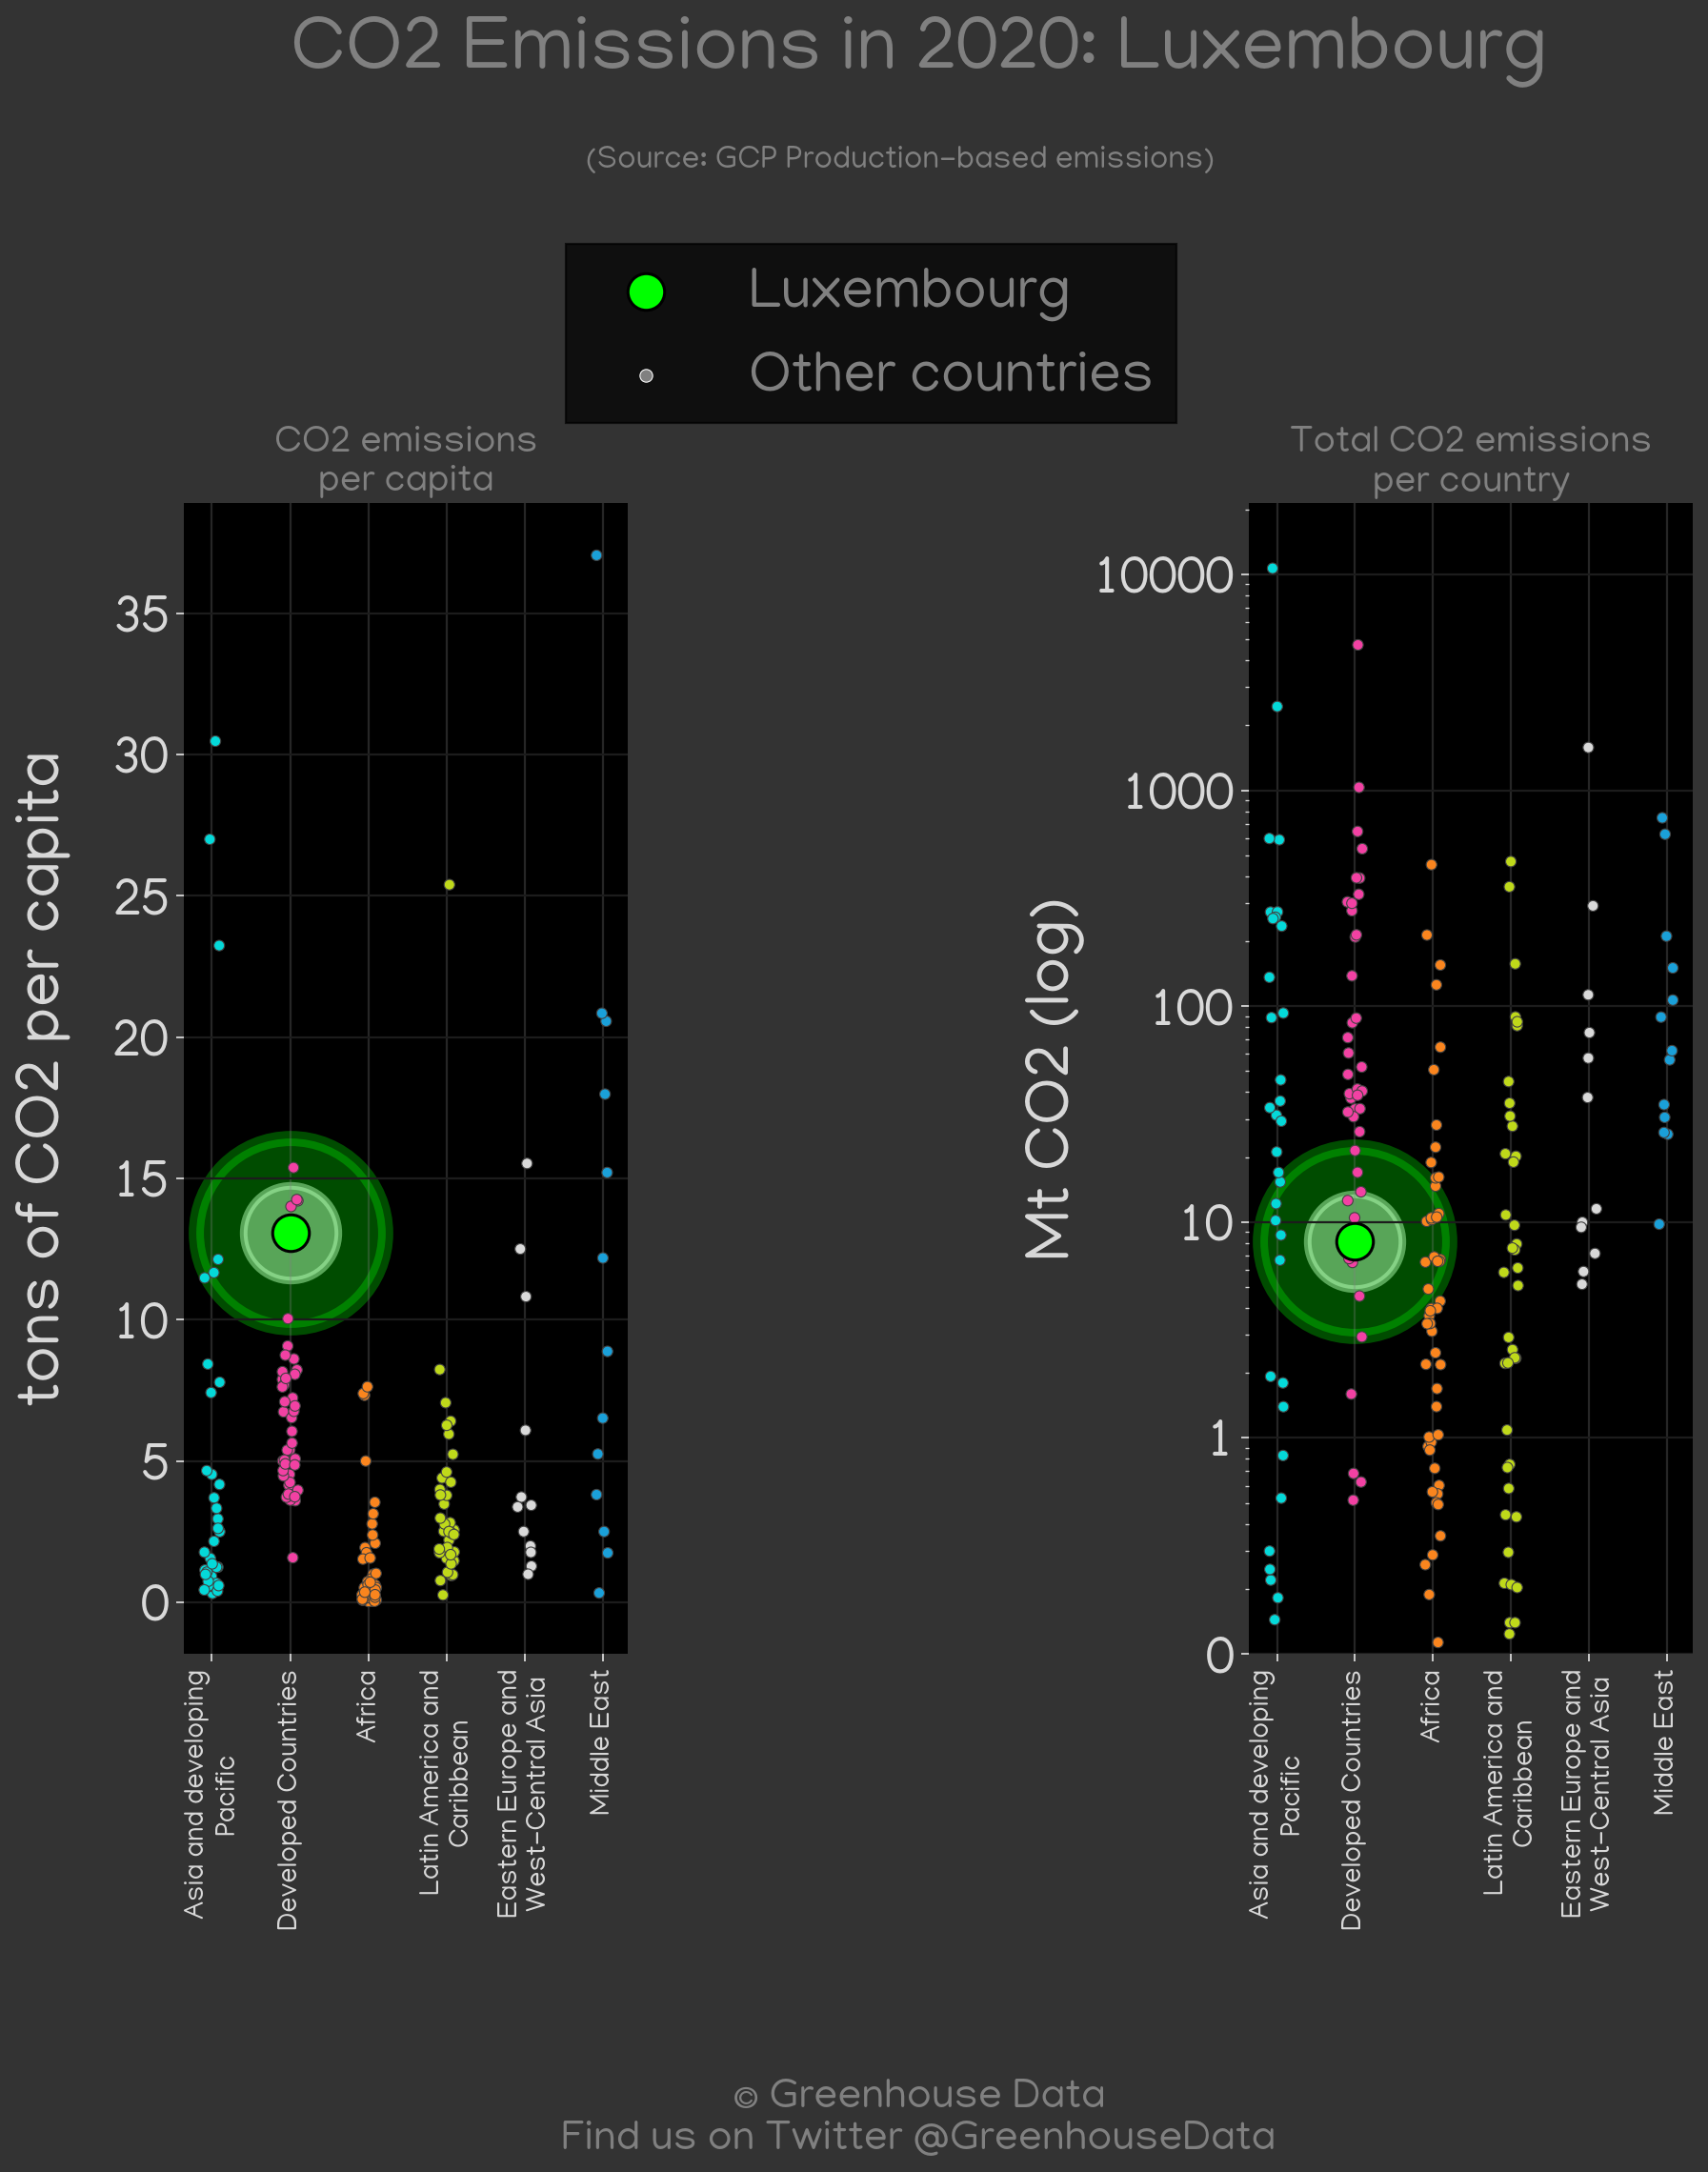 CO2 Emissions in 2020: Luxembourg
(Source: GCP Production-based emissions)
Luxembourg
Other countries
CO2 emissions
per capita
tons of CO2 per capita
35
30
25
20
15
10
5
0
Asia and developing
Pacific
Developed Countries
Africa
Latin America and
Caribbean
Eastern Europe and
West-Central Asia
Middle East
Total CO2 emissions
per country
Mt CO2 (log)
10000
1000
100
10
1
0
Asia and developing
Pacific
Developed Countries
Africa
Latin America and
Caribbean
Eastern Europe and
West-Central Asia
Middle East
© Greenhouse Data
Find us on Twitter @GreenhouseData